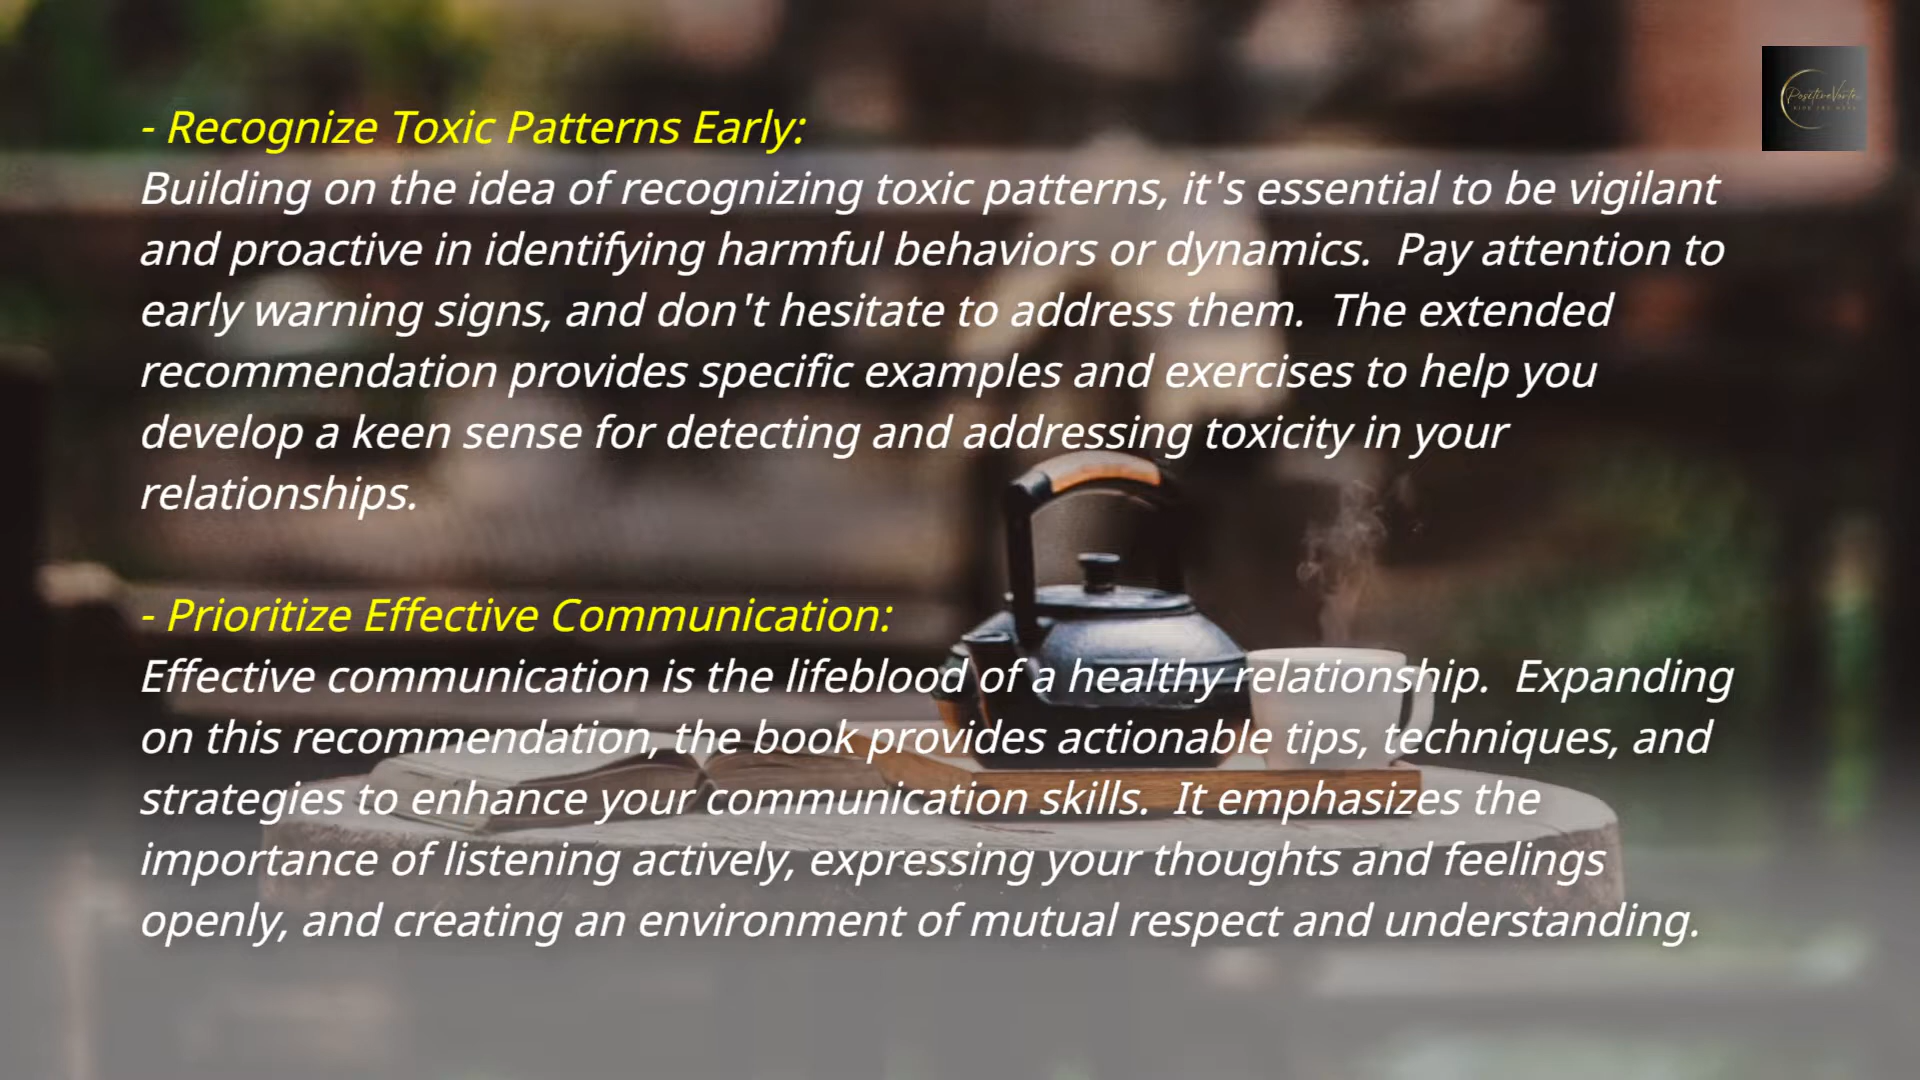 - Recognize Toxic Patterns Early:
Building on the idea of recognizing toxic patterns, it's essential to be vigilant
and proactive in identifying harmful behaviors or dynamics.  Pay attention to
early warning signs, and don't hesitate to address them.  The extended
recommendation provides specific examples and exercises to help you
develop a keen sense for detecting and addressing toxicity in your
relationships.
- Prioritize Effective Communication:
Effective communication is the lifeblood of a healthy relationship.  Expanding
on this recommendation, the book provides actionable tips, techniques, and
strategies to enhance your communication skills.  It emphasizes the
importance of listening actively, expressing your thoughts and feelings
openly, and creating an environment of mutual respect and understanding.